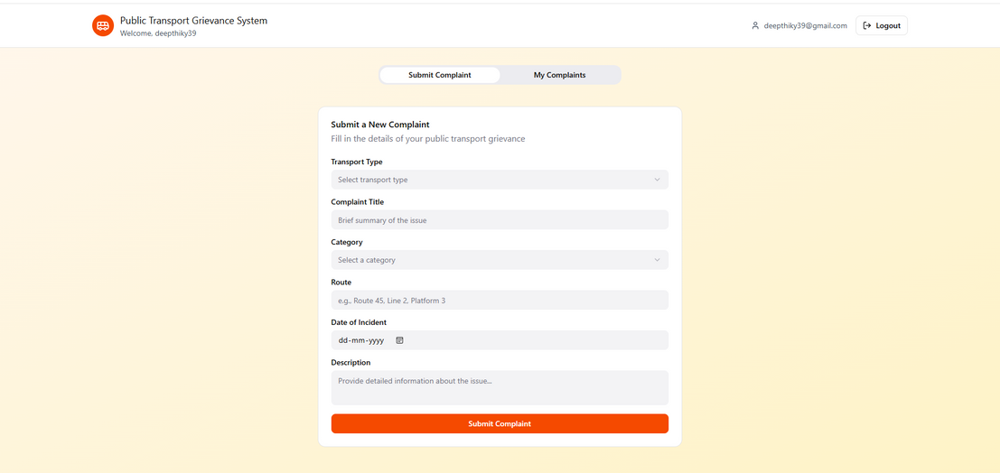 Public Transport Grievance System
Welcome, deepthiky39
deepthiky39@gmail.com
Logout
Submit Complaint
My Complaints
Submit a New Complaint
Fill in the details of your public transport grievance
Transport Type
Select transport type
Complaint Title
Brief summary of the issue
Category
Select a category
Route
e.g., Route 45, Line 2, Platform 3
Date of Incident
dd-mm-yyyy
Description
Provide detailed information about the issue...
Submit Complaint